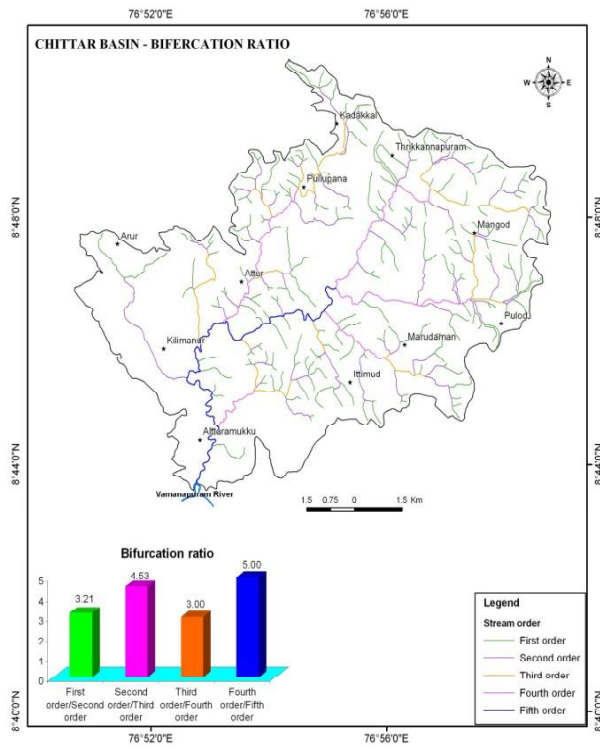 76°52'0"E 76°56'0"E
CHITTAR BASIN - BIFERCATION RATIO
N
W E
S
Kadakkal
Thrikkannapuram
Pullupana
8°48'0"N 8°48'0"N
Mangod
Arur
Attur
Pulod
Marudaman
Kilimanur
Ittimud
Attaramukku
8°44'0"N 8°44'0"N
Vamanapuram River
1.5 0.75 0 1.5 Km
Bifurcation ratio
5.00
4.53
3.21
3.00
5
4
3
2
1
0
First order/Second order
Second order/Third order
Third order/Fourth order
Fourth order/Fifth order
Legend
Stream order
First order
Second order
Third order
Fourth order
Fifth order
8°40'0"N 8°40'0"N
76°52'0"E 76°56'0"E